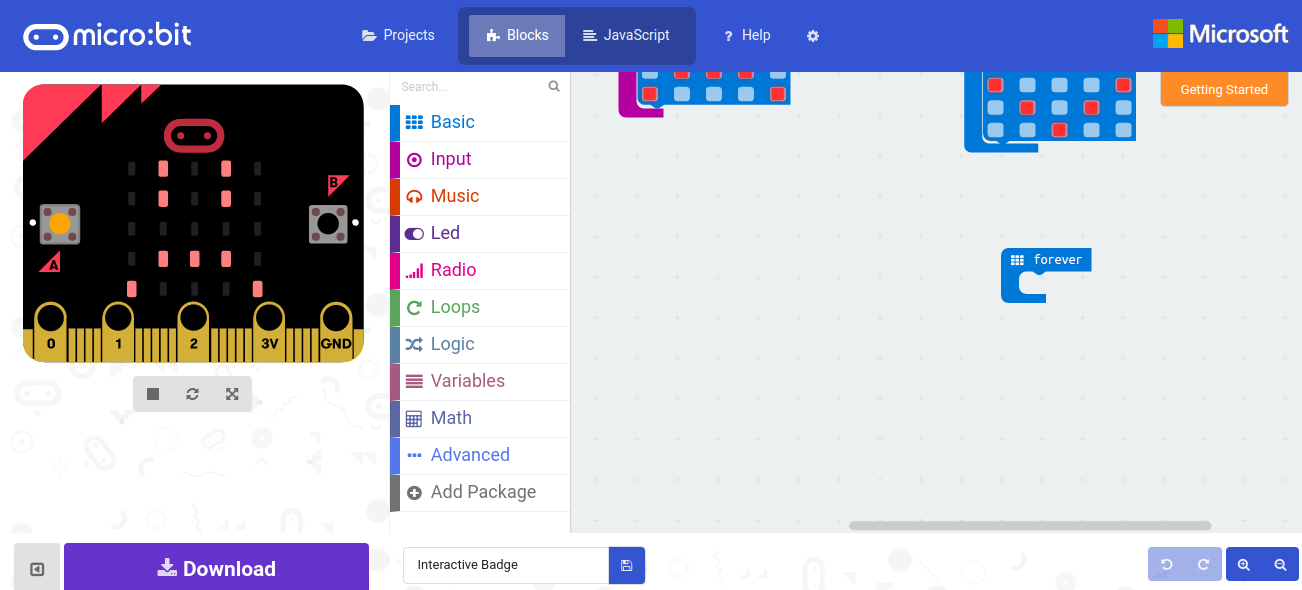 micro:bit
Projects
Blocks
JavaScript
? Help
Microsoft
Search...
Getting Started
Basic
Input
Music
Led
Radio
Loops
Logic
Variables
Math
Advanced
Add Package
B
A
0 1 2 3V GND
forever
Download
Interactive Badge